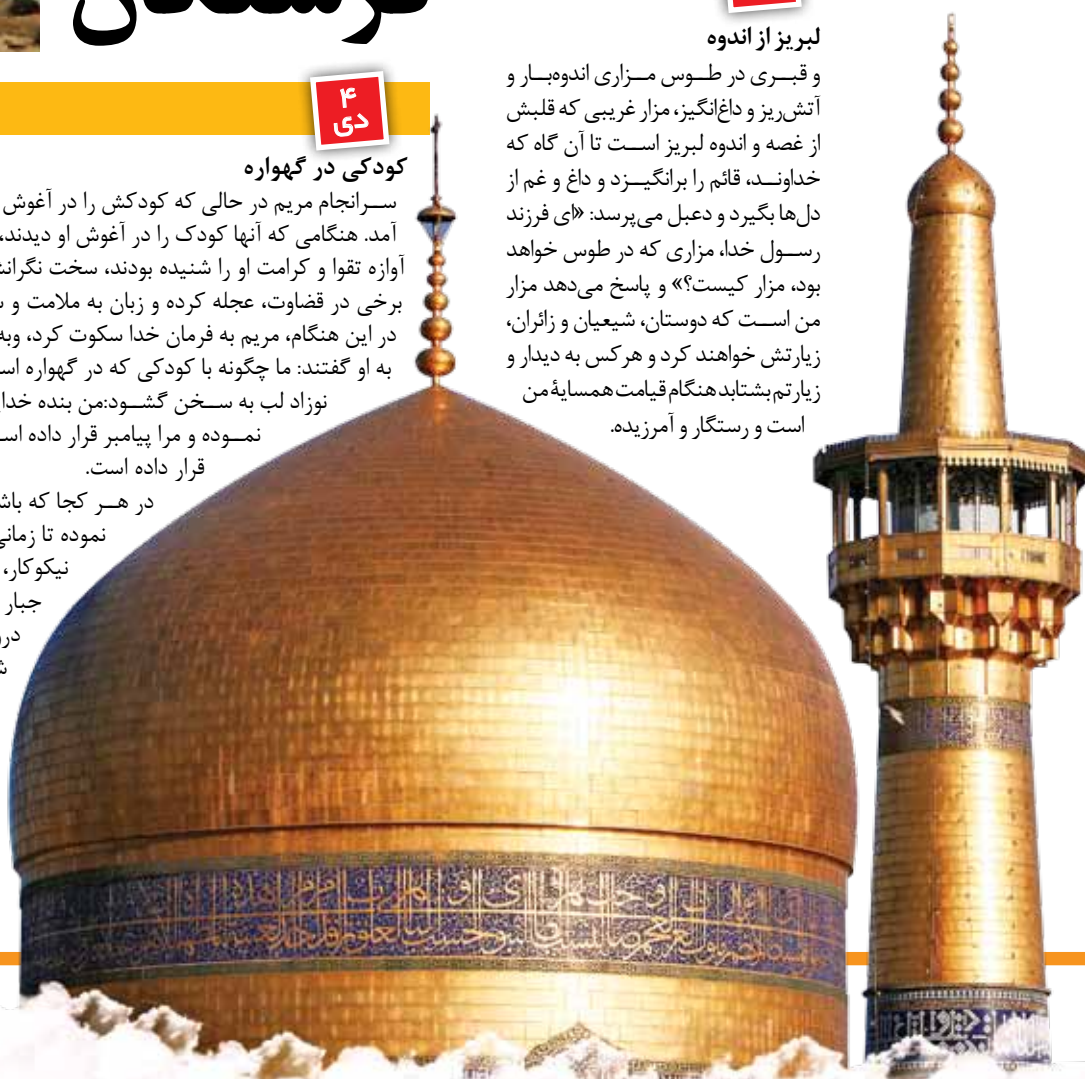 لبریز از اندوه
و قبری در طوس مزاری اندوه‌بار و
آتش‌ریز و داغ‌انگیز، مزار غریبی که قلبش
از غصه و اندوه لبریز است تا آن گاه که
خداوند، قائم را برانگیزد و داغ و غم از
دل‌ها بگیرد و دعبل می‌پرسد: «ای فرزند
رسول خدا، مزاری که در طوس خواهد
بود، مزار کیست؟» و پاسخ می‌دهد مزار
من است که دوستان، شیعیان و زائران،
زیارتش خواهند کرد و هرکس به دیدار و
زیارتم بشتابد هنگام قیامت همسایهٔ من
است و رستگار و آمرزیده.
۴
دی
کودکی در گهواره
سرانجام مریم در حالی که کودکش را در آغوش
آمد. هنگامی که آنها کودک را در آغوش او دیدند،
آوازه تقوا و کرامت او را شنیده بودند، سخت
برخی در قضاوت، عجله کرده و زبان به ملامت و
در این هنگام، مریم به فرمان خدا سکوت کرد،
به او گفتند: ما چگونه با کودکی که در گهواره
نوزاد لب به سخن گشود:من بنده
نموده و مرا پیامبر قرار داده
قرار داده است.
در هر کجا که
نموده تا
نیکوکار،
جبار